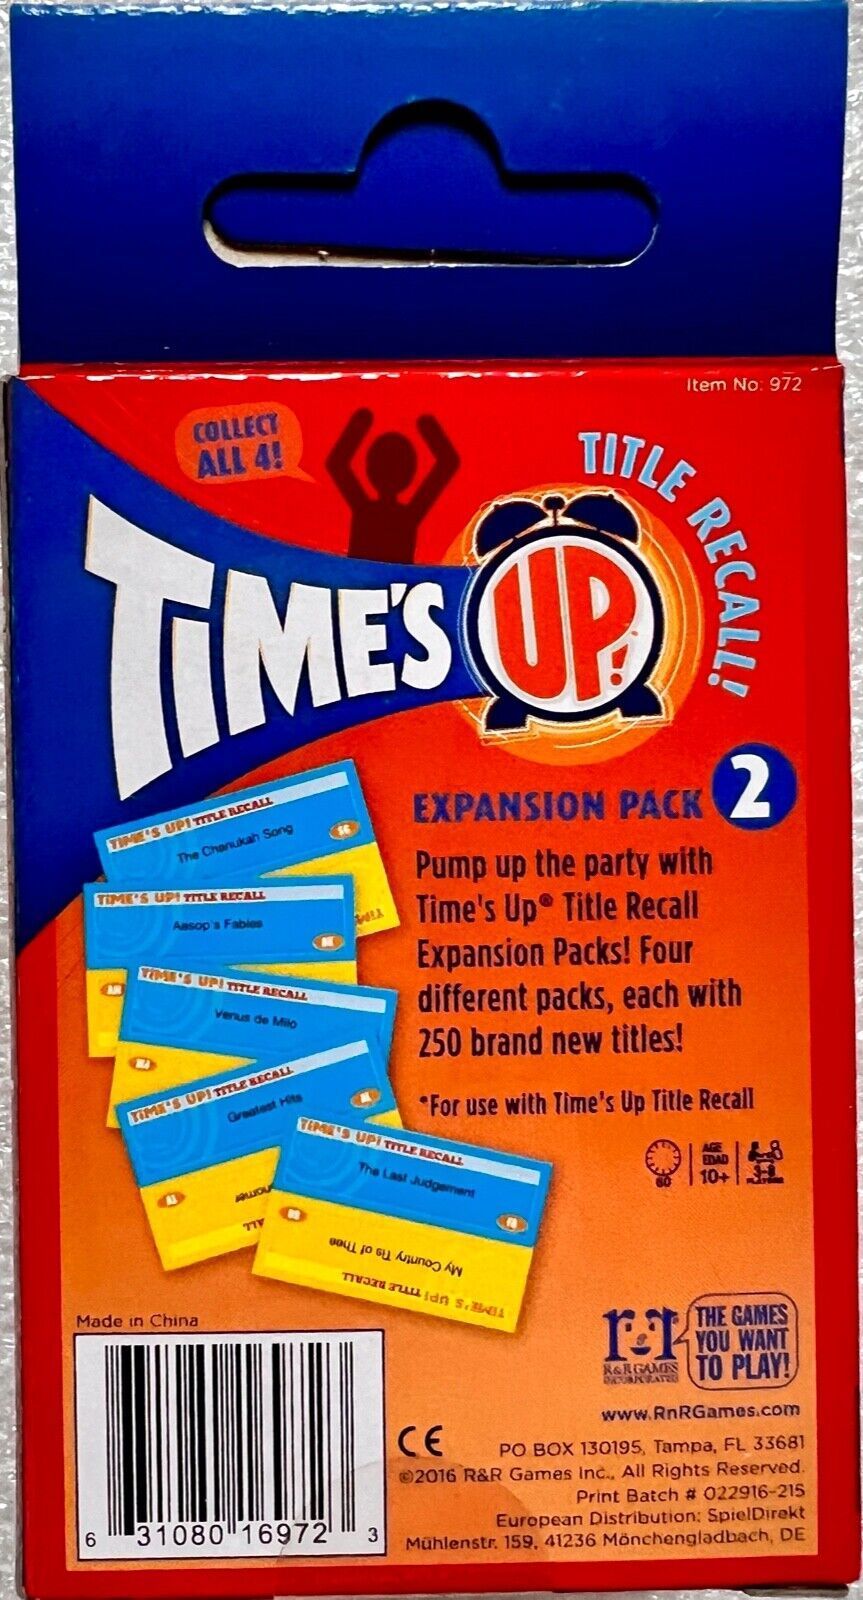 Item No: 972
COLLECT
ALL 4!
TITLE RECALL!
TIME'S UP!
EXPANSION PACK 2
Pump up the party with
Time's Up® Title Recall
Expansion Packs! Four
different packs, each with
250 brand new titles!
*For use with Time's Up Title Recall
TIME'S UP! TITLE RECALL
The Chanukah Song
TIME'S UP! TITLE RECALL
Aesop's Fables
TIME'S UP! TITLE RECALL
Venus de Milo
TIME'S UP! TITLE RECALL
Greatest Hits
TIME'S UP! TITLE RECALL
The Last Judgement
My Country Tis of Thee
TIME'S UP! TITLE RECALL
60
AGE
EDAD
10+
3-8
PLAYERS
Made in China
6 31080 16972 3
R&R GAMES
INCORPORATED
THE GAMES
YOU WANT
TO PLAY!
www.RnRGames.com
CE
PO BOX 130195, Tampa, FL 33681
©2016 R&R Games Inc., All Rights Reserved.
Print Batch # 022916-215
European Distribution: SpielDirekt
Mühlenstr. 159, 41236 Mönchengladbach, DE